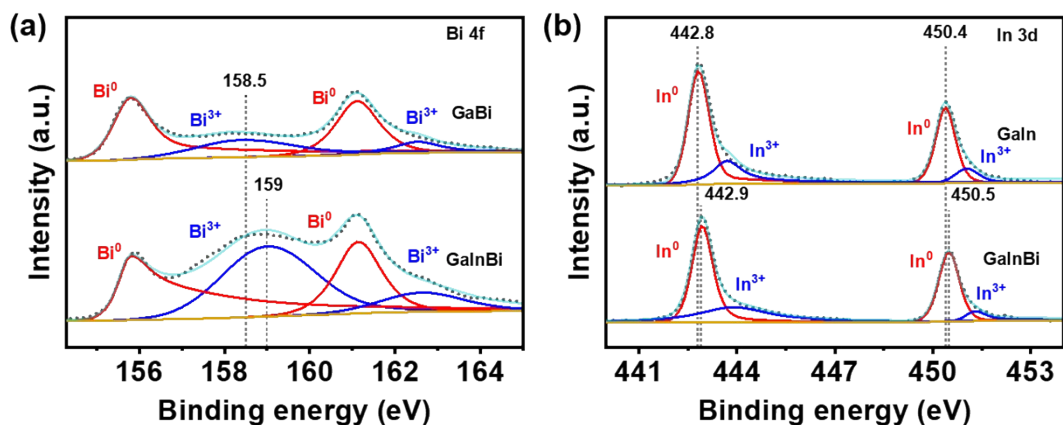 (a)
Bi 4f
158.5
Bi⁰
Bi³⁺
Bi⁰
Bi³⁺
GaBi
159
Bi⁰
Bi³⁺
Bi⁰
Bi³⁺
GaInBi
Intensity (a.u.)
156 158 160 162 164
Binding energy (eV)
(b)
442.8
450.4
In 3d
In⁰
In³⁺
In⁰
In³⁺
GaIn
442.9
450.5
In⁰
In³⁺
In⁰
In³⁺
GaInBi
Intensity (a.u.)
441 444 447 450 453
Binding energy (eV)